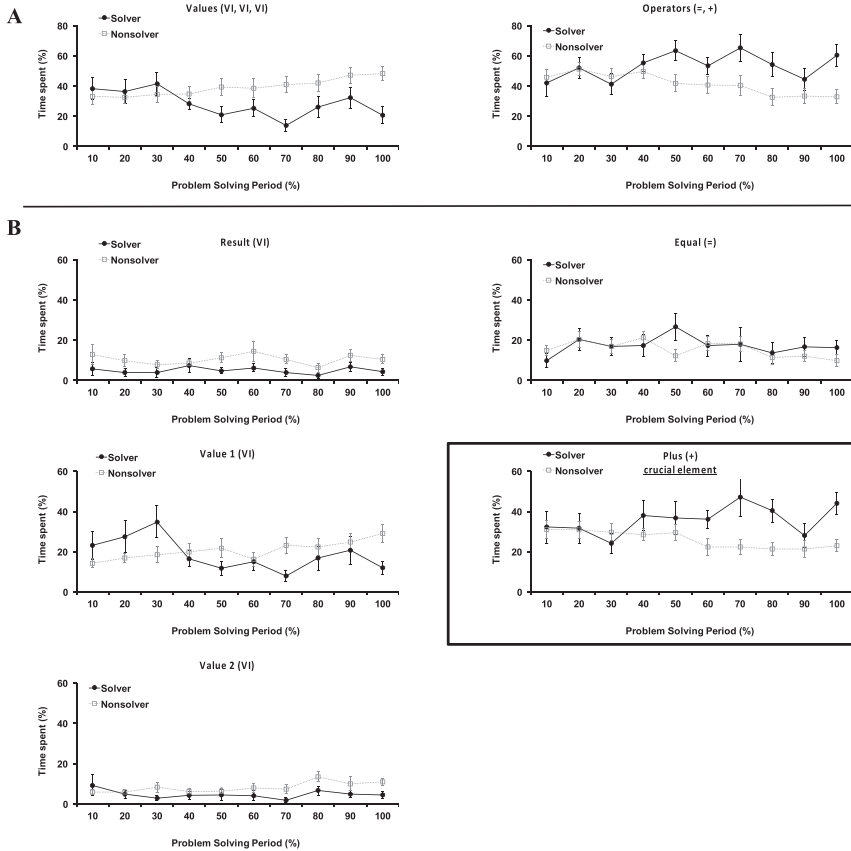 A
Values (VI, VI, VI)
Solver
Nonsolver
Time spent (%)
80
60
40
20
0
10 20 30 40 50 60 70 80 90 100
Problem Solving Period (%)
Operators (=, +)
Solver
Nonsolver
Time spent (%)
80
60
40
20
0
10 20 30 40 50 60 70 80 90 100
Problem Solving Period (%)
B
Result (VI)
Solver
Nonsolver
Time spent (%)
60
40
20
0
10 20 30 40 50 60 70 80 90 100
Problem Solving Period (%)
Equal (=)
Solver
Nonsolver
Time spent (%)
60
40
20
0
10 20 30 40 50 60 70 80 90 100
Problem Solving Period (%)
Value 1 (VI)
Solver
Nonsolver
Time spent (%)
60
40
20
0
10 20 30 40 50 60 70 80 90 100
Problem Solving Period (%)
Plus (+)
crucial element
Solver
Nonsolver
Time spent (%)
60
40
20
0
10 20 30 40 50 60 70 80 90 100
Problem Solving Period (%)
Value 2 (VI)
Solver
Nonsolver
Time spent (%)
60
40
20
0
10 20 30 40 50 60 70 80 90 100
Problem Solving Period (%)